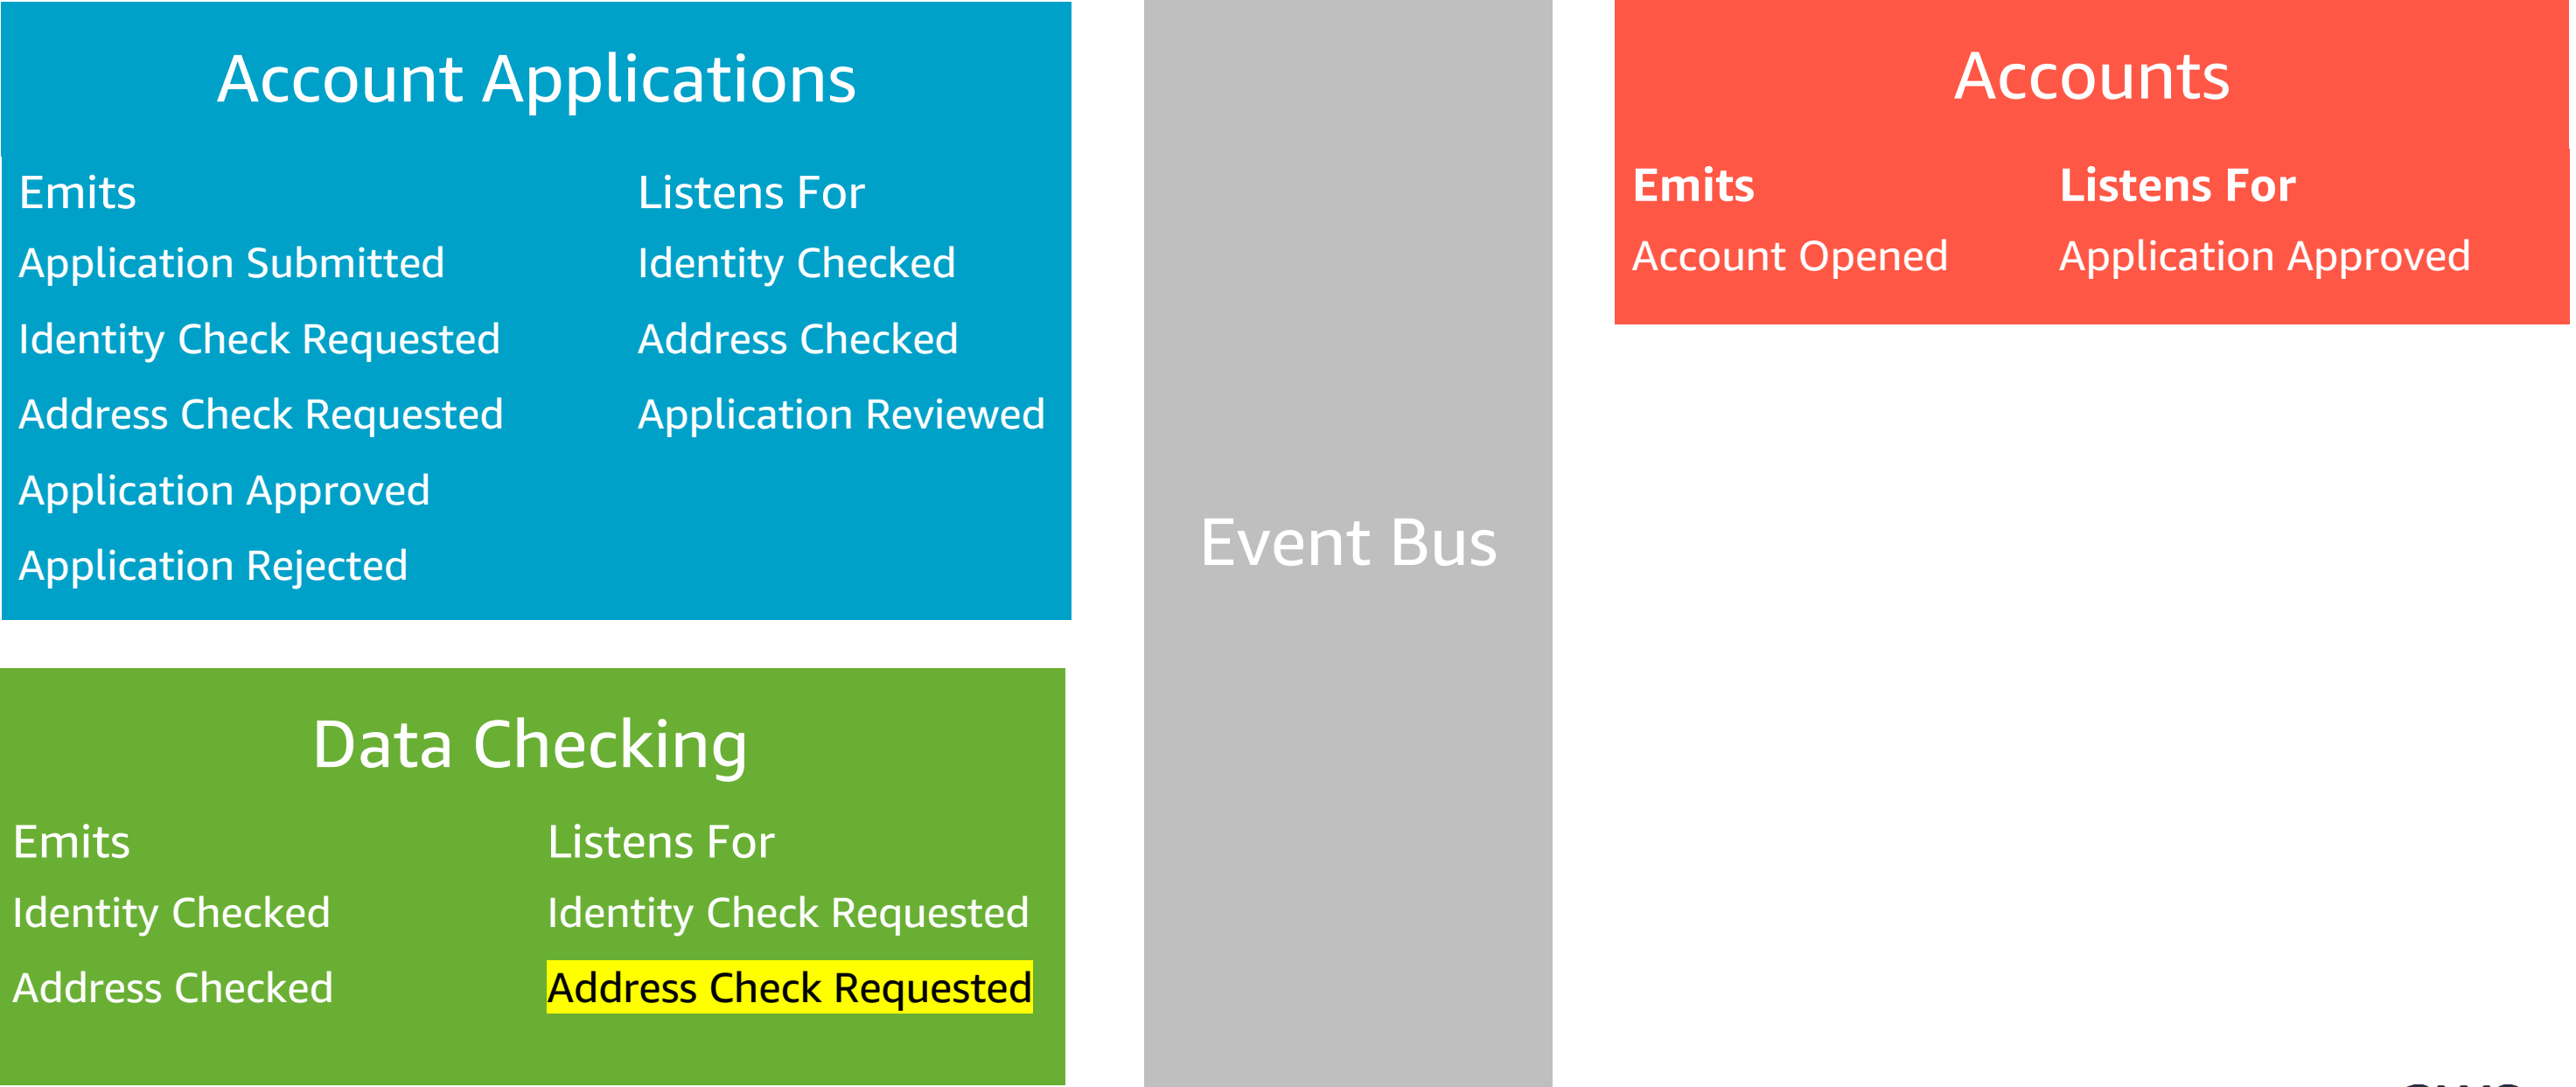 Account Applications
Emits
Listens For
Application Submitted
Identity Checked
Identity Check Requested
Address Checked
Address Check Requested
Application Reviewed
Application Approved
Application Rejected
Data Checking
Emits
Listens For
Identity Checked
Identity Check Requested
Address Checked
Address Check Requested
Event Bus
Accounts
Emits
Listens For
Account Opened
Application Approved